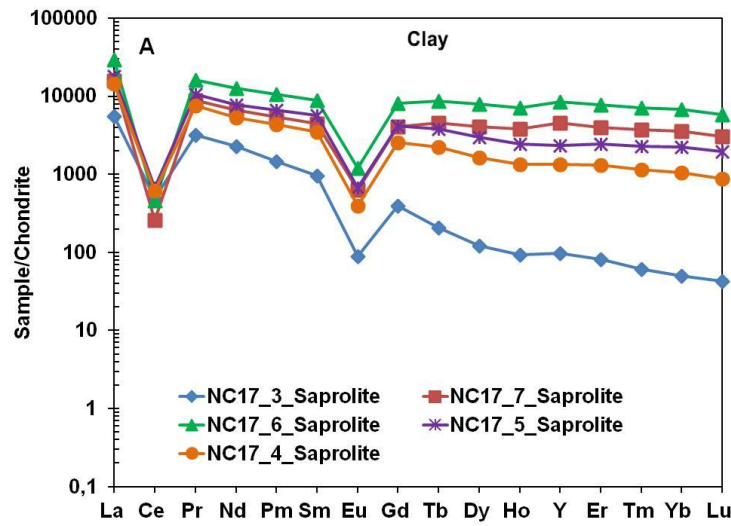 A
Clay
Sample/Chondrite
100000
10000
1000
100
10
1
0,1
NC17_3_Saprolite
NC17_7_Saprolite
NC17_6_Saprolite
NC17_5_Saprolite
NC17_4_Saprolite
La Ce Pr Nd Pm Sm Eu Gd Tb Dy Ho Y Er Tm Yb Lu